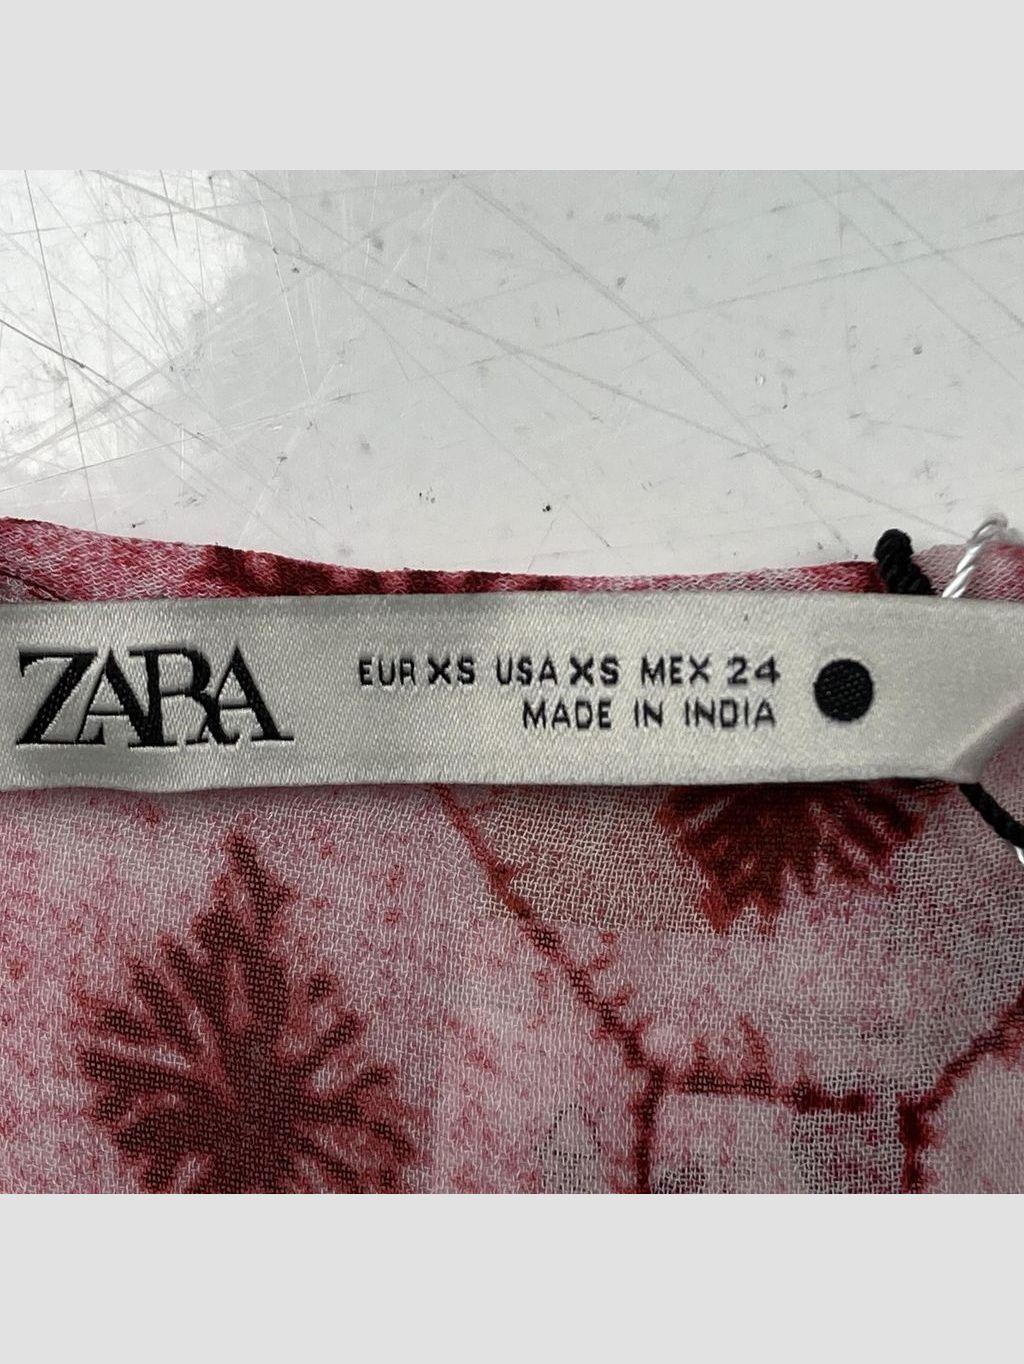 ZARA
EUR XS USA XS MEX 24
MADE IN INDIA